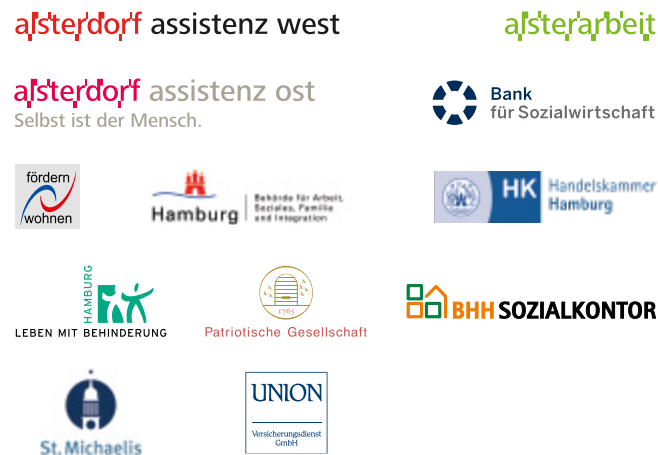 alsterdorf assistenz west
alsterarbeit
alsterdorf assistenz ost
Selbst ist der Mensch.
Bank
für Sozialwirtschaft
fördern
wohnen
Hamburg
Behörde für Arbeit,
Soziales, Familie
und Integration
HK
Handelskammer
Hamburg
HAMBURG
LEBEN MIT BEHINDERUNG
1765
Patriotische Gesellschaft
BHH SOZIALKONTOR
St. Michaelis
UNION
Versicherungsdienst
GmbH